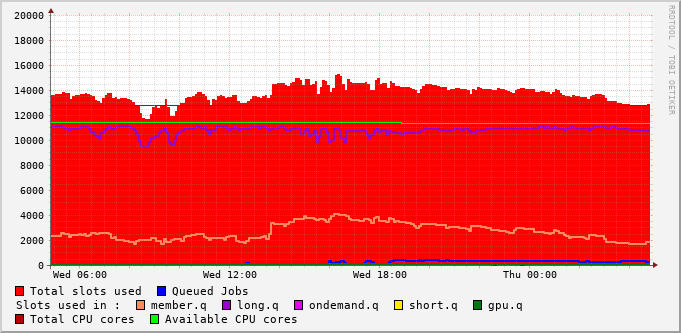 RRDTOOL / TOBI OETIKER
20000
18000
16000
14000
12000
10000
8000
6000
4000
2000
0
Wed 06:00 Wed 12:00 Wed 18:00 Thu 00:00
Total slots used Queued Jobs
Slots used in : member.q long.q ondemand.q short.q gpu.q
Total CPU cores Available CPU cores